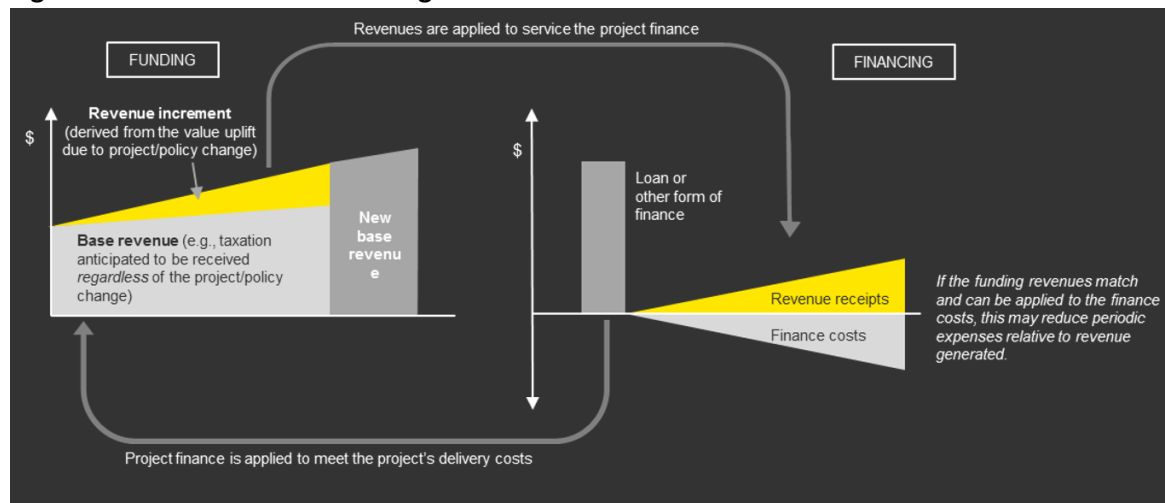 Revenues are applied to service the project finance
FUNDING
FINANCING
Revenue increment
(derived from the value uplift
due to project/policy change)
$
Base revenue (e.g., taxation
anticipated to be received
regardless of the project/policy
change)
New
base
revenu
e
$
Loan or
other form of
finance
Revenue receipts
Finance costs
If the funding revenues match
and can be applied to the finance
costs, this may reduce periodic
expenses relative to revenue
generated.
Project finance is applied to meet the project's delivery costs